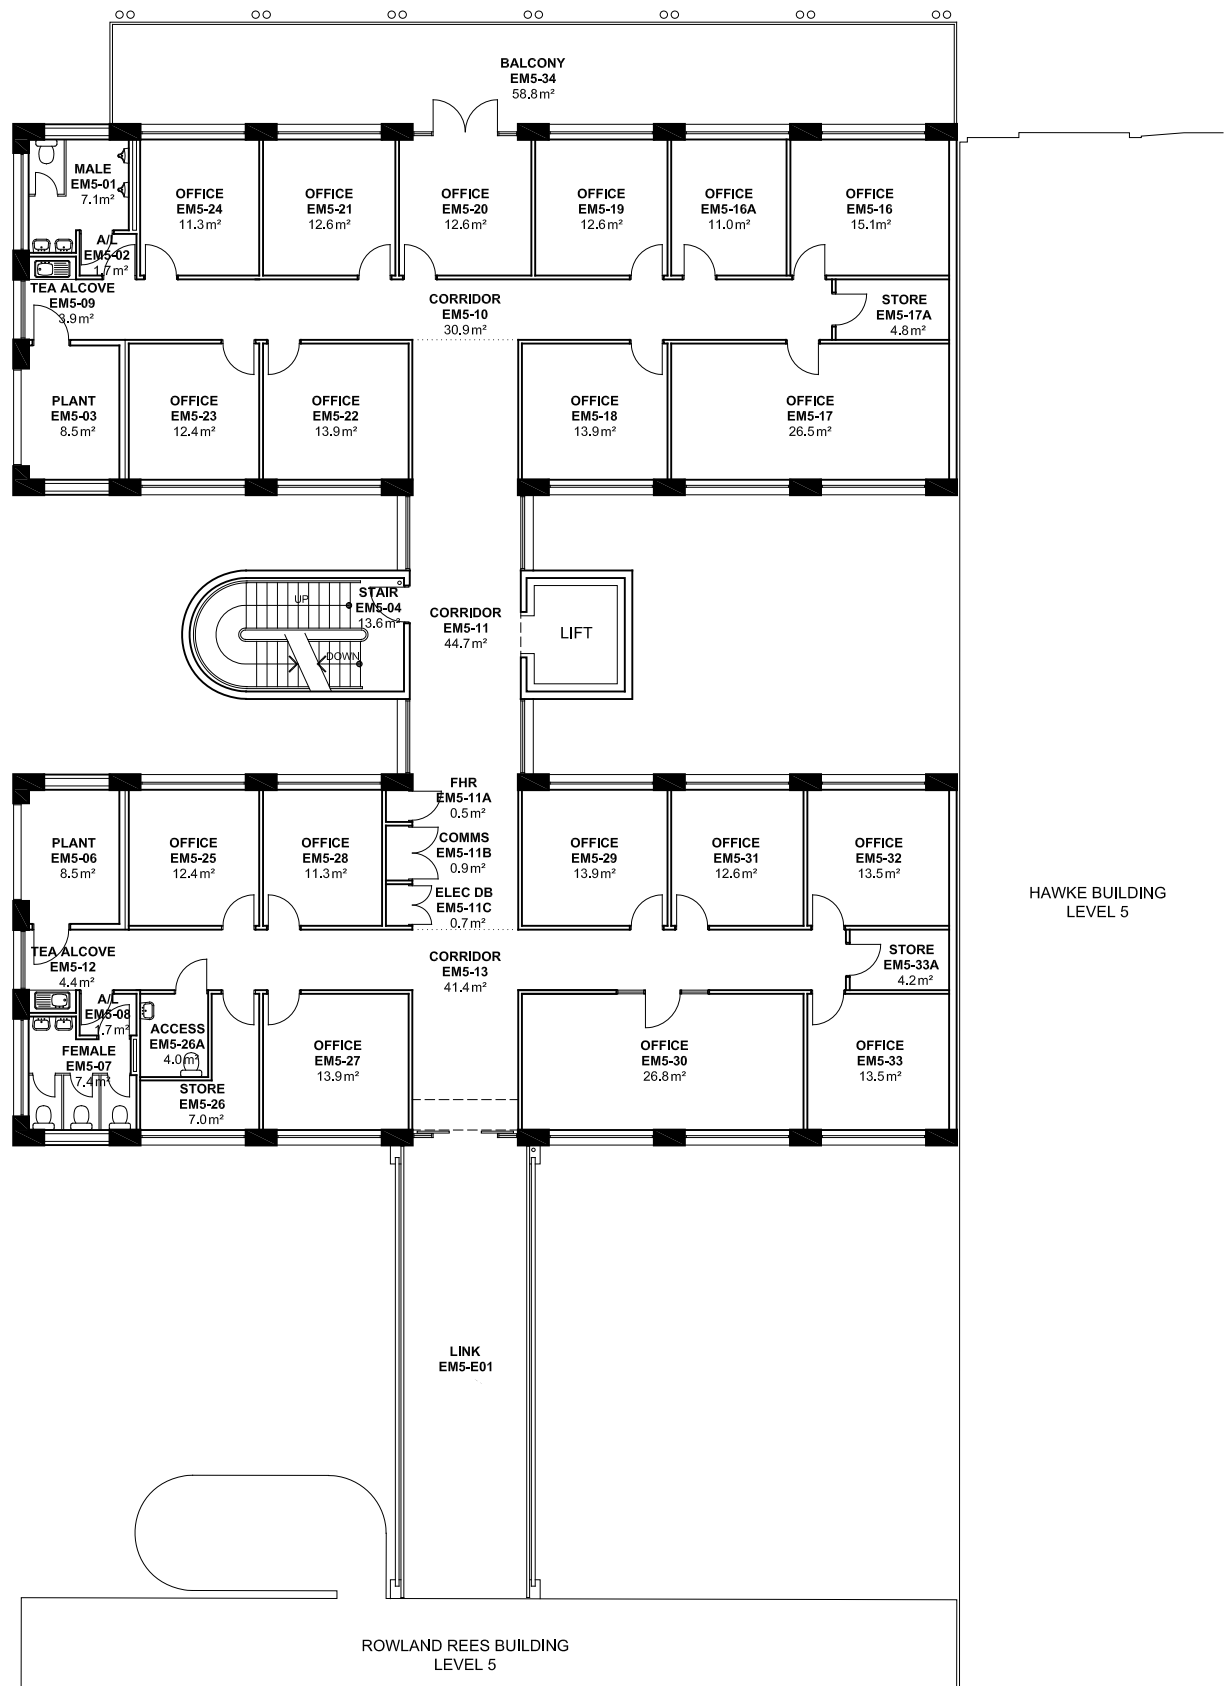 BALCONY
EM5-34
58.8m²
MALE
EM5-01
7.1m²
OFFICE
EM5-24
11.3m²
OFFICE
EM5-21
12.6m²
OFFICE
EM5-20
12.6m²
OFFICE
EM5-19
12.6m²
OFFICE
EM5-16A
11.0m²
OFFICE
EM5-16
15.1m²
A/L
EM5-02
1.7m²
TEA ALCOVE
EM5-09
3.9m²
CORRIDOR
EM5-10
30.9m²
STORE
EM5-17A
4.8m²
PLANT
EM5-03
8.5m²
OFFICE
EM5-23
12.4m²
OFFICE
EM5-22
13.9m²
OFFICE
EM5-18
13.9m²
OFFICE
EM5-17
26.5m²
UP
DOWN
STAIR
EM5-04
13.6m²
CORRIDOR
EM5-11
44.7m²
LIFT
FHR
EM5-11A
0.5m²
COMMS
EM5-11B
0.9m²
ELEC DB
EM5-11C
0.7m²
PLANT
EM5-06
8.5m²
OFFICE
EM5-25
12.4m²
OFFICE
EM5-28
11.3m²
OFFICE
EM5-29
13.9m²
OFFICE
EM5-31
12.6m²
OFFICE
EM5-32
13.5m²
HAWKE BUILDING
LEVEL 5
TEA ALCOVE
EM5-12
4.4m²
CORRIDOR
EM5-13
41.4m²
STORE
EM5-33A
4.2m²
A/L
EM5-08
1.7m²
FEMALE
EM5-07
7.4m²
ACCESS
EM5-26A
4.0m²
STORE
EM5-26
7.0m²
OFFICE
EM5-27
13.9m²
OFFICE
EM5-30
26.8m²
OFFICE
EM5-33
13.5m²
LINK
EM5-E01
ROWLAND REES BUILDING
LEVEL 5